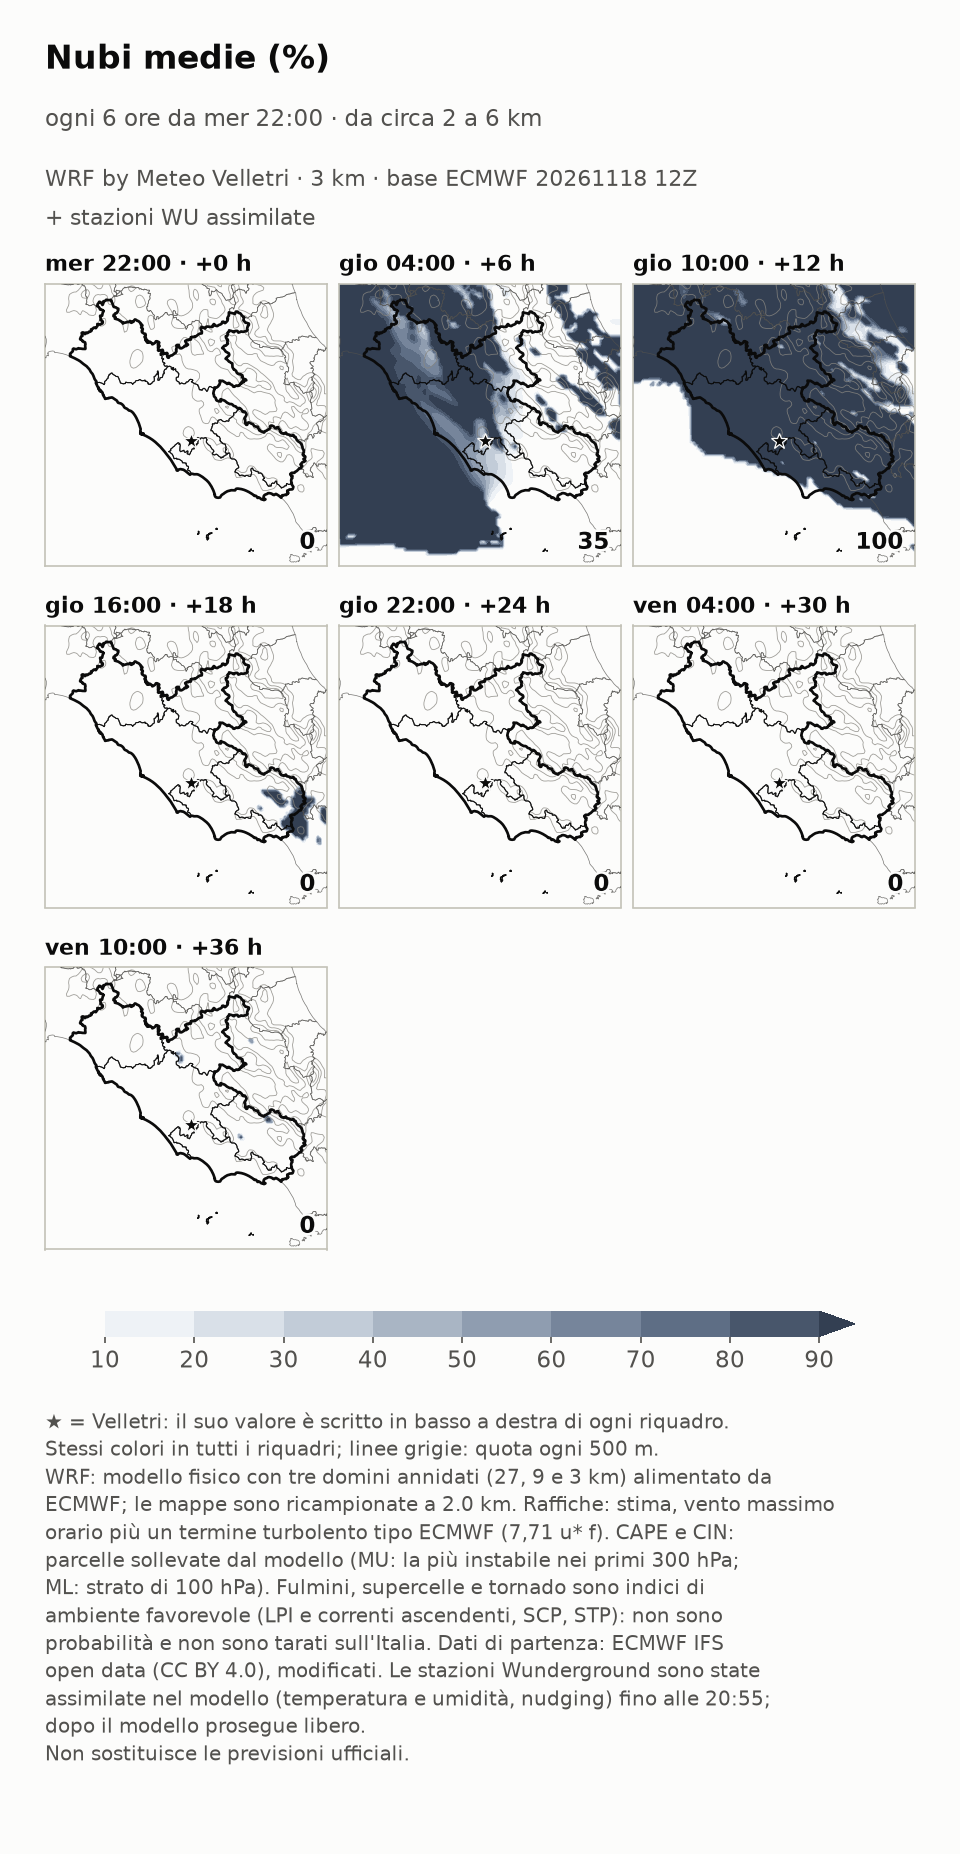 Nubi medie (%)
ogni 6 ore da mer 22:00 · da circa 2 a 6 km
WRF by Meteo Velletri · 3 km · base ECMWF 20261118 12Z
+ stazioni WU assimilate
mer 22:00 · +0 h
gio 04:00 · +6 h
gio 10:00 · +12 h
0
35
100
gio 16:00 · +18 h
gio 22:00 · +24 h
ven 04:00 · +30 h
0
0
0
ven 10:00 · +36 h
0
10 20 30 40 50 60 70 80 90
★ = Velletri: il suo valore è scritto in basso a destra di ogni riquadro.
Stessi colori in tutti i riquadri; linee grigie: quota ogni 500 m.
WRF: modello fisico con tre domini annidati (27, 9 e 3 km) alimentato da
ECMWF; le mappe sono ricampionate a 2.0 km. Raffiche: stima, vento massimo
orario più un termine turbolento tipo ECMWF (7,71 u* f). CAPE e CIN:
parcelle sollevate dal modello (MU: la più instabile nei primi 300 hPa;
ML: strato di 100 hPa). Fulmini, supercelle e tornado sono indici di
ambiente favorevole (LPI e correnti ascendenti, SCP, STP): non sono
probabilità e non sono tarati sull'Italia. Dati di partenza: ECMWF IFS
open data (CC BY 4.0), modificati. Le stazioni Wunderground sono state
assimilate nel modello (temperatura e umidità, nudging) fino alle 20:55;
dopo il modello prosegue libero.
Non sostituisce le previsioni ufficiali.